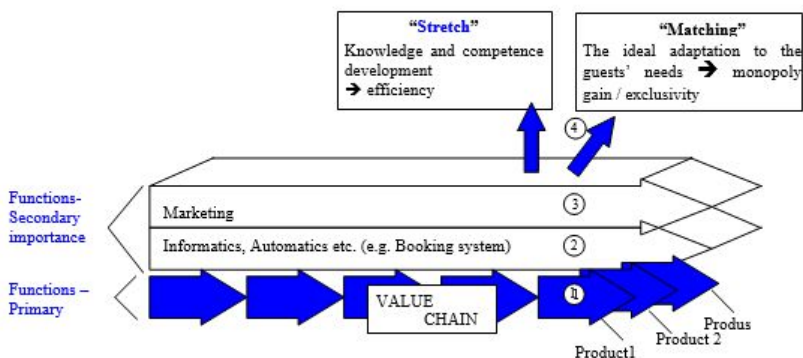 “Stretch”
Knowledge and competence
development
➔ efficiency
“Matching”
The ideal adaptation to the
guests’ needs ➔ monopoly
gain / exclusivity
4
Functions-
Secondary
importance
Marketing
3
Informatics, Automatics etc. (e.g. Booking system)
2
Functions –
Primary
VALUE
CHAIN
1
Produs
Product 2
Product1